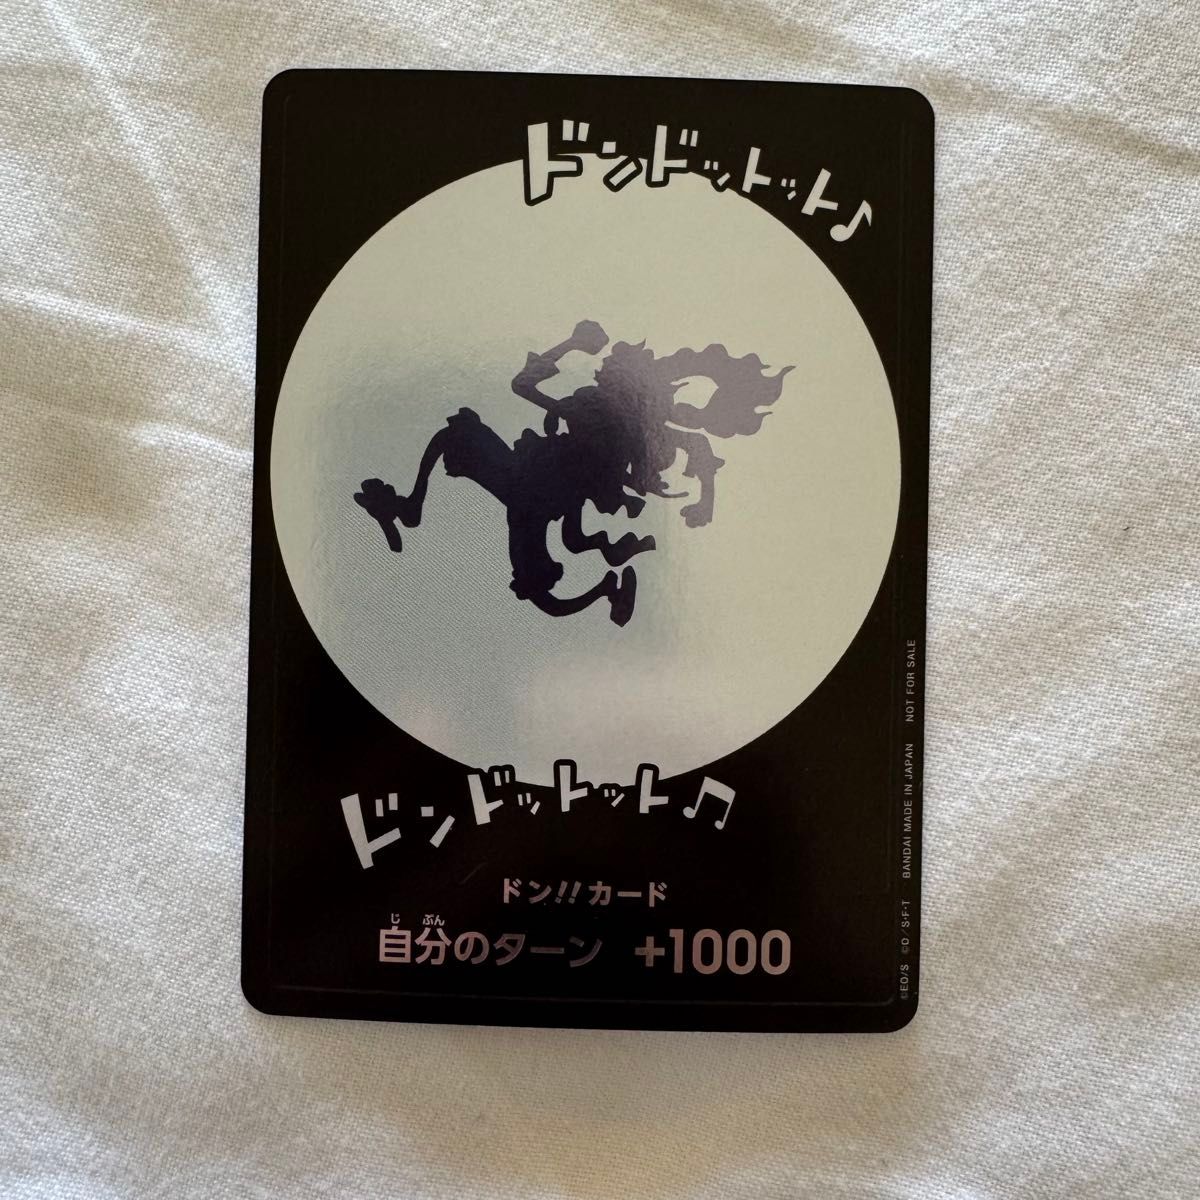 ドンドットット♪
ドンドットット♫
ドン!!カード
じ ぶん
自分のターン +1000
©EO/S ©D/S･F･T BANDAI MADE IN JAPAN NOT FOR SALE